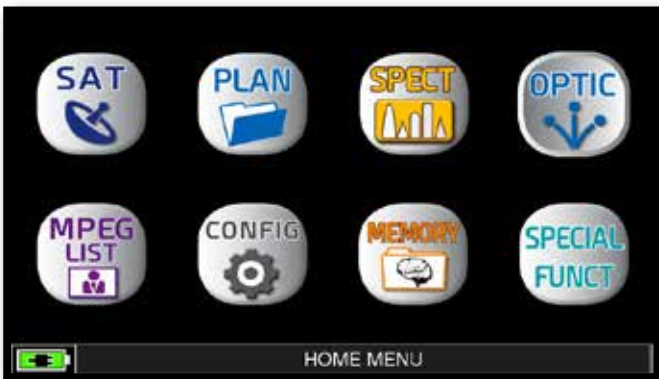 SAT
PLAN
SPECT
OPTIC
MPEG
LIST
CONFIG
MEMORY
SPECIAL
FUNCT
HOME MENU